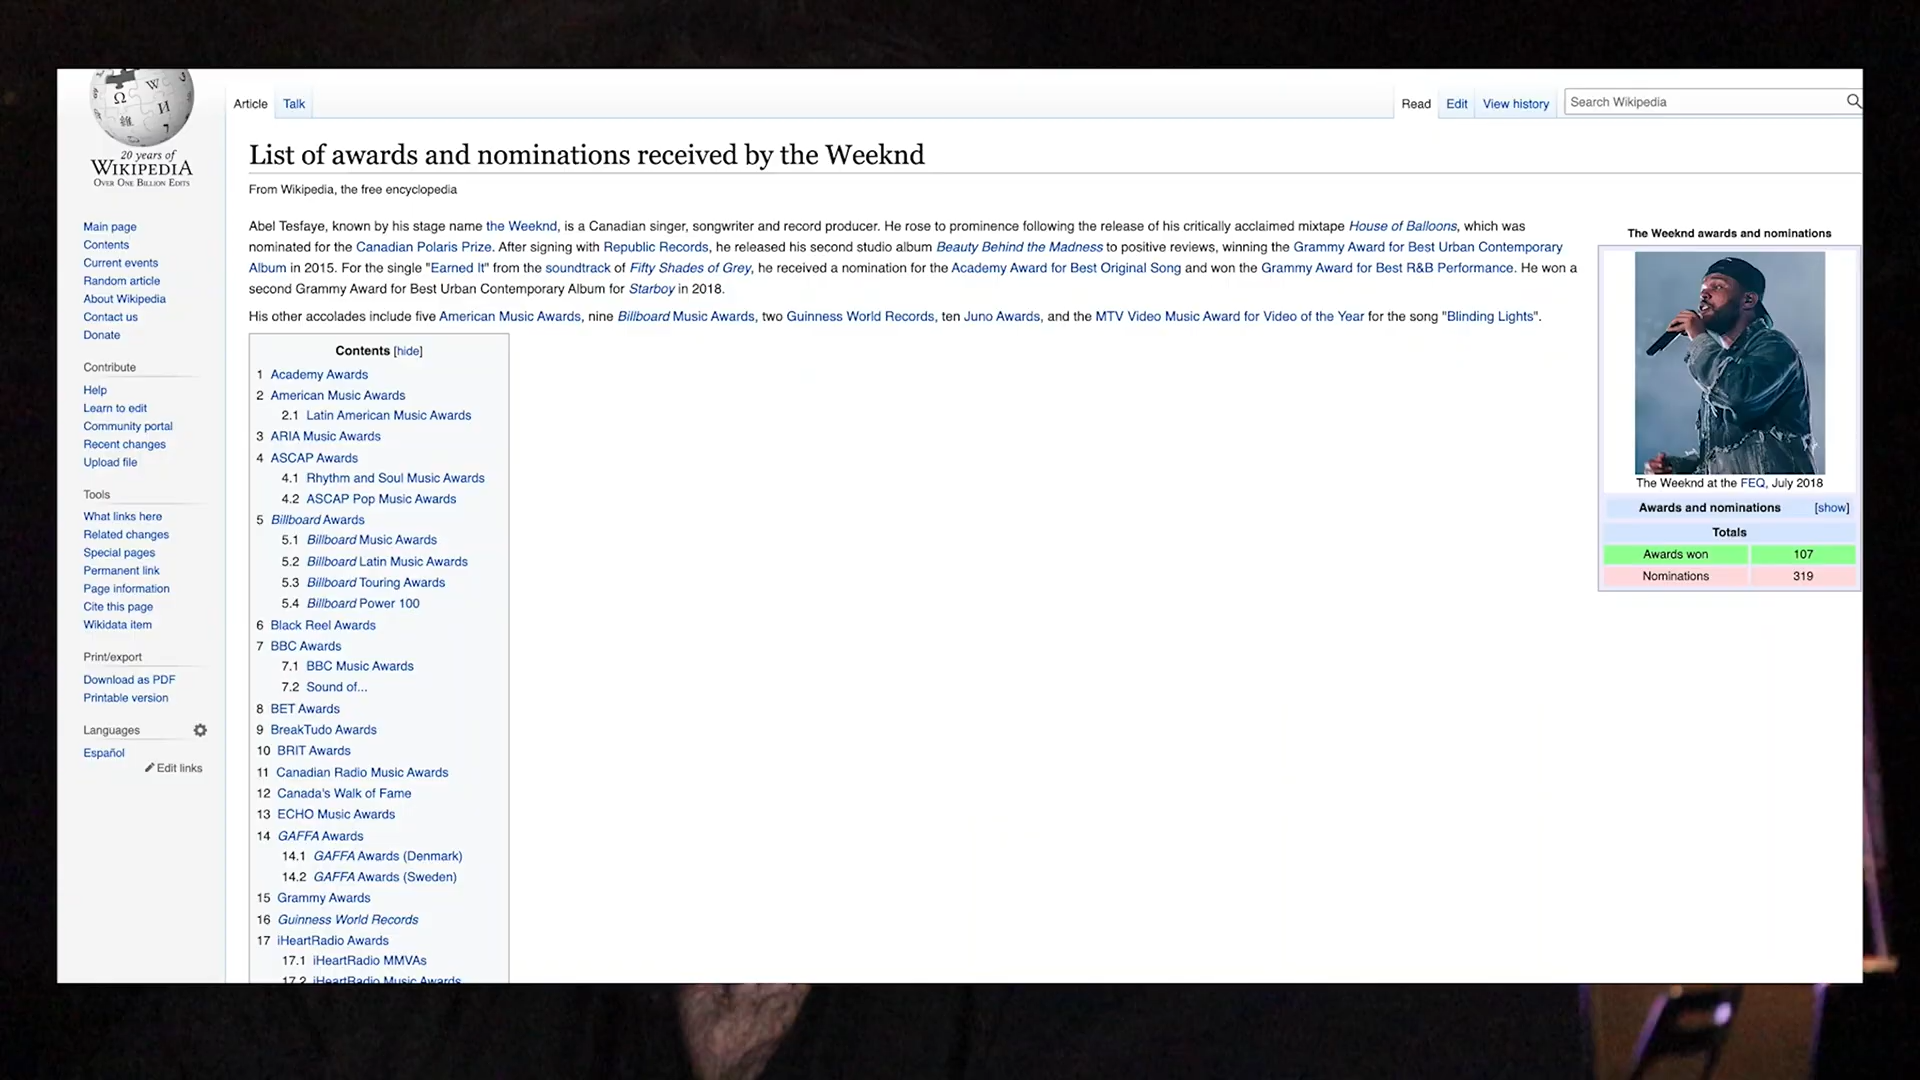 20 years of
WIKIPEDIA
OVER ONE BILLION EDITS
Main page
Contents
Current events
Random article
About Wikipedia
Contact us
Donate
Contribute
Help
Learn to edit
Community portal
Recent changes
Upload file
Tools
What links here
Related changes
Special pages
Permanent link
Page information
Cite this page
Wikidata item
Print/export
Download as PDF
Printable version
Languages
Español
Edit links
Article Talk
Read Edit View history Search Wikipedia
List of awards and nominations received by the Weeknd
From Wikipedia, the free encyclopedia
Abel Tesfaye, known by his stage name the Weeknd, is a Canadian singer, songwriter and record producer. He rose to prominence following the release of his critically acclaimed mixtape House of Balloons, which was
nominated for the Canadian Polaris Prize. After signing with Republic Records, he released his second studio album Beauty Behind the Madness to positive reviews, winning the Grammy Award for Best Urban Contemporary
Album in 2015. For the single "Earned It" from the soundtrack of Fifty Shades of Grey, he received a nomination for the Academy Award for Best Original Song and won the Grammy Award for Best R&B Performance. He won a
second Grammy Award for Best Urban Contemporary Album for Starboy in 2018.
His other accolades include five American Music Awards, nine Billboard Music Awards, two Guinness World Records, ten Juno Awards, and the MTV Video Music Award for Video of the Year for the song "Blinding Lights".
Contents [hide]
1 Academy Awards
2 American Music Awards
2.1 Latin American Music Awards
3 ARIA Music Awards
4 ASCAP Awards
4.1 Rhythm and Soul Music Awards
4.2 ASCAP Pop Music Awards
5 Billboard Awards
5.1 Billboard Music Awards
5.2 Billboard Latin Music Awards
5.3 Billboard Touring Awards
5.4 Billboard Power 100
6 Black Reel Awards
7 BBC Awards
7.1 BBC Music Awards
7.2 Sound of...
8 BET Awards
9 BreakTudo Awards
10 BRIT Awards
11 Canadian Radio Music Awards
12 Canada's Walk of Fame
13 ECHO Music Awards
14 GAFFA Awards
14.1 GAFFA Awards (Denmark)
14.2 GAFFA Awards (Sweden)
15 Grammy Awards
16 Guinness World Records
17 iHeartRadio Awards
17.1 iHeartRadio MMVAs
17.2 iHeartRadio Music Awards
The Weeknd awards and nominations
The Weeknd at the FEQ, July 2018
Awards and nominations [show]
Totals
Awards won 107
Nominations 319